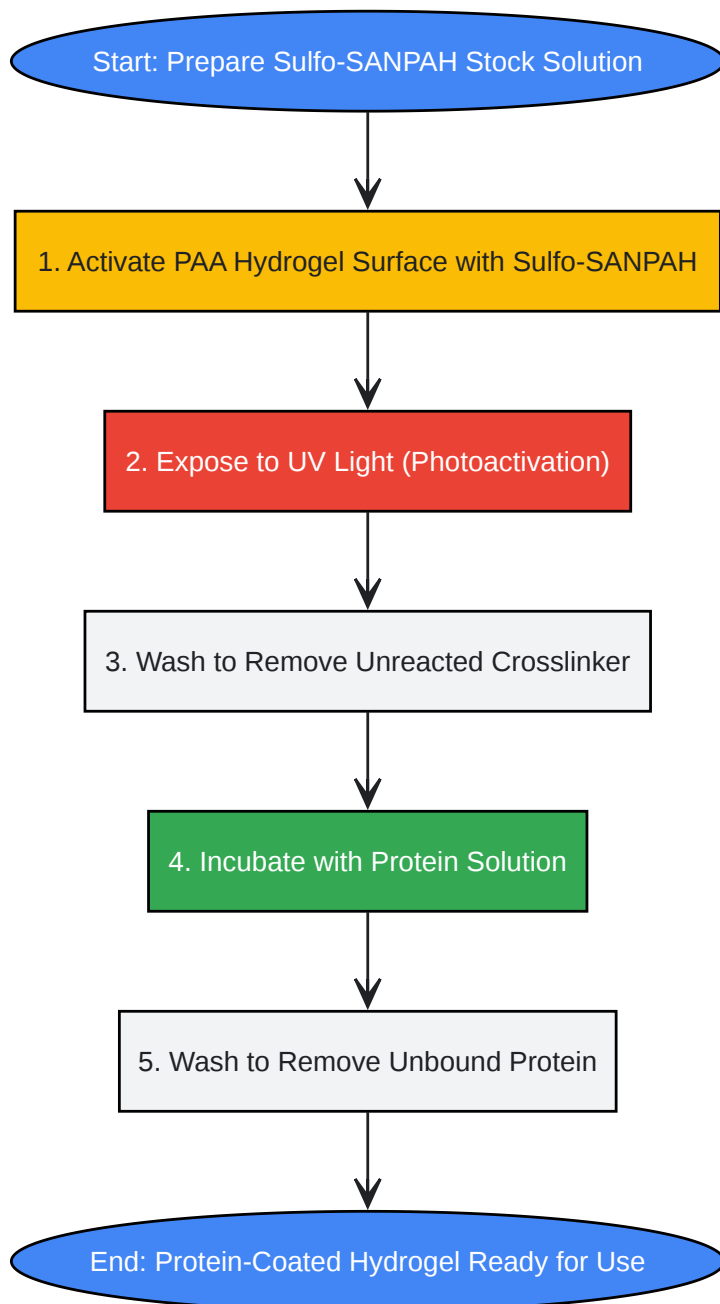 Start: Prepare Sulfo-SANPAH Stock Solution
1. Activate PAA Hydrogel Surface with Sulfo-SANPAH
2. Expose to UV Light (Photoactivation)
3. Wash to Remove Unreacted Crosslinker
4. Incubate with Protein Solution
5. Wash to Remove Unbound Protein
End: Protein-Coated Hydrogel Ready for Use